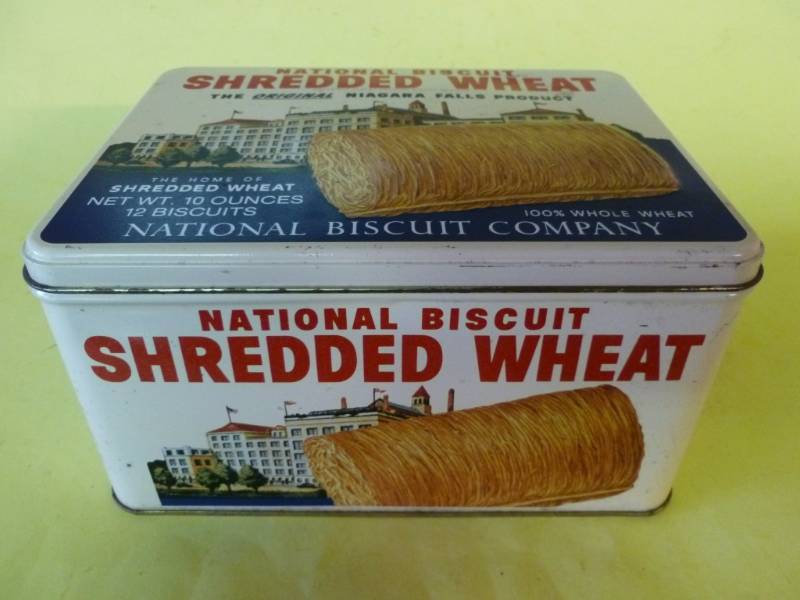 NATIONAL BISCUIT
SHREDDED WHEAT
THE ORIGINAL NIAGARA FALLS PRODUCT
THE HOME OF
SHREDDED WHEAT
NET WT. 10 OUNCES
12 BISCUITS
100% WHOLE WHEAT
NATIONAL BISCUIT COMPANY
NATIONAL BISCUIT
SHREDDED WHEAT